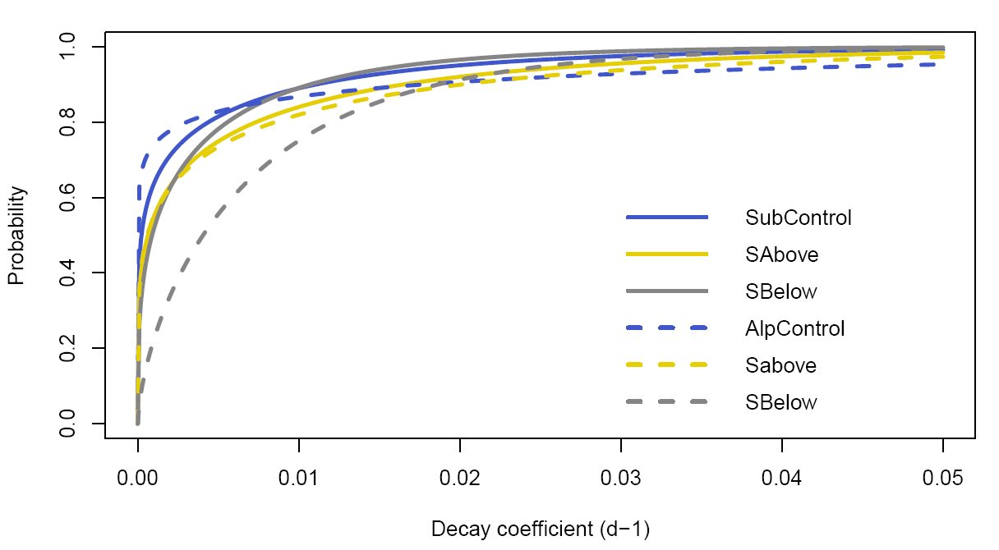 1.0
0.8
0.6
0.4
0.2
0.0
Probability
SubControl
SAbove
SBelow
AlpControl
Sabove
SBelow
0.00 0.01 0.02 0.03 0.04 0.05
Decay coefficient (d−1)